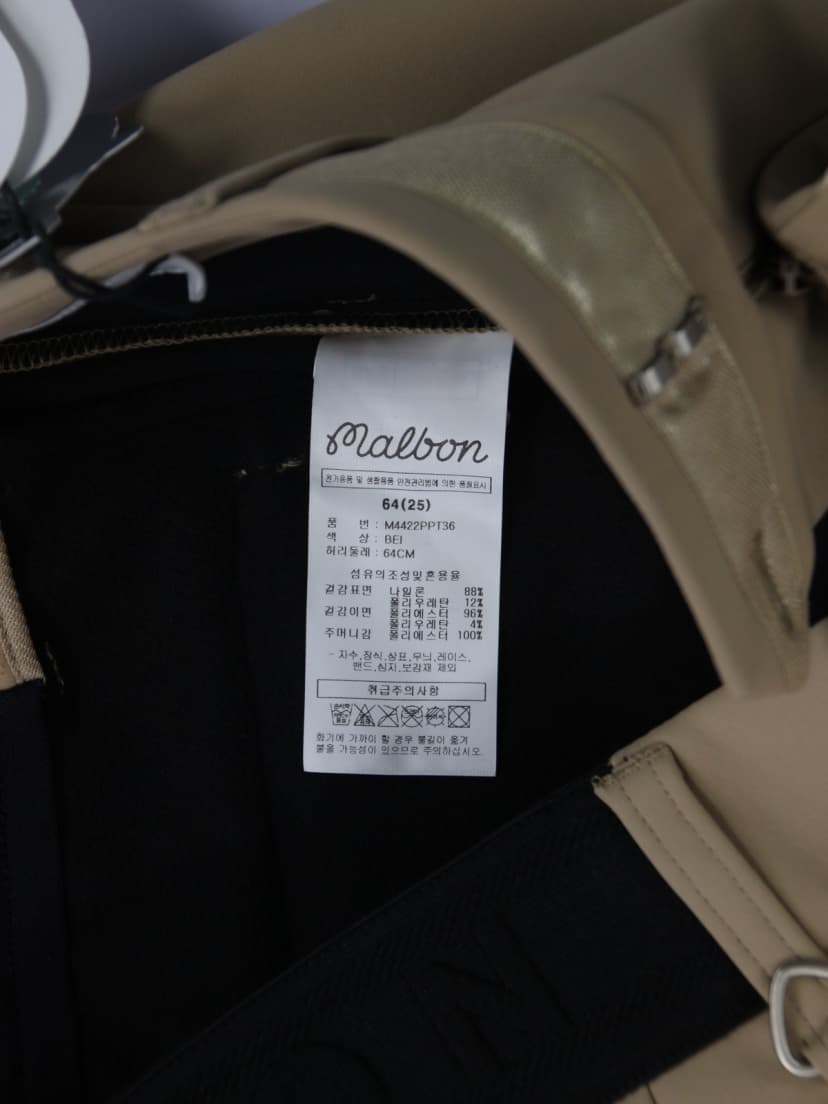 Malbon
전기용품 및 생활용품 안전관리법에 의한 품질표시
64(25)
품 번 : M4422PPT36
색 상 : BEI
허리둘레 : 64CM
섬유의조성및혼용율
겉감표면 나일론 88%
폴리우레탄 12%
겉감이면 폴리에스터 96%
폴리우레탄 4%
주머니감 폴리에스터 100%
- 자수,장식,상표,무늬,레이스,
밴드,심지,보강재 제외
취급주의사항
화기에 가까이 할 경우 불길이 옮겨
붙을 가능성이 있으므로 주의하십시오.